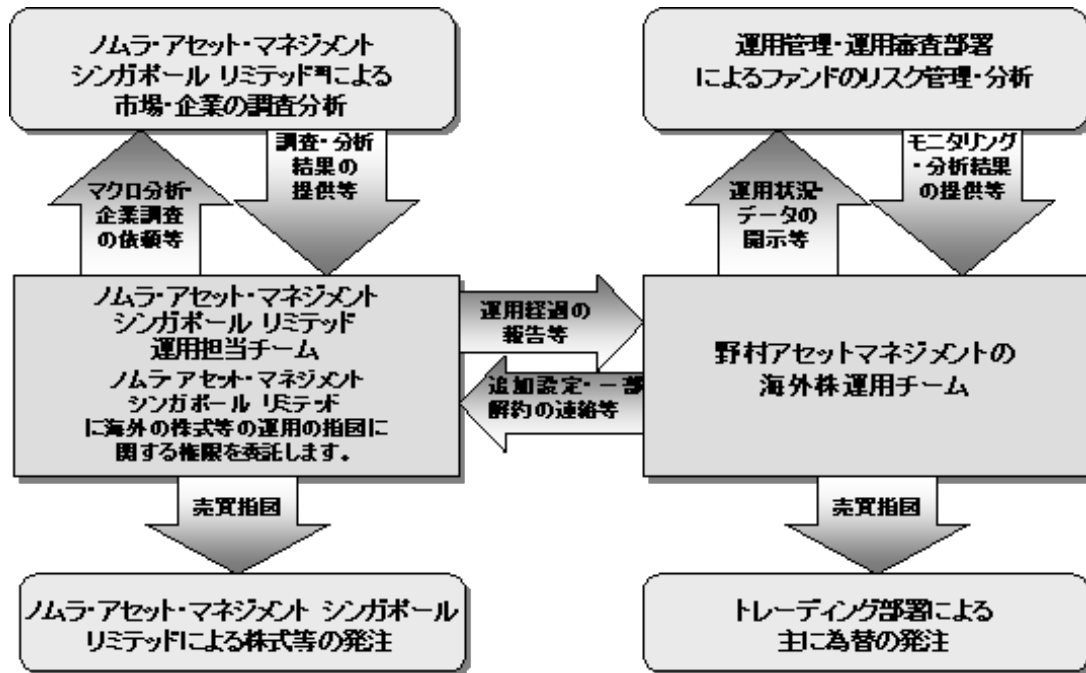 ノムラ・アセット・マネジメント
シンガポール リミテッド
による
市場・企業の調査分析
運用管理・運用審査部署
によるファンドのリスク管理・分析
マクロ分析・
企業調査
の依頼等
調査・分析
結果の
提供等
運用状況・
データの
開示等
モニタリング
・分析結果
の提供等
ノムラ・アセット・マネジメント
シンガポール リミテッド
運用担当チーム
ノムラ・アセット・マネジメント
シンガポール リミテッド
に海外の株式等の運用の指図に
関する権限を委託します。
運用経過の
報告等
追加設定・一部
解約の連絡等
野村アセットマネジメントの
海外株運用チーム
売買指図
売買指図
ノムラ・アセット・マネジメント シンガポール
リミテッドによる株式等の発注
トレーディング部署による
主に為替の発注